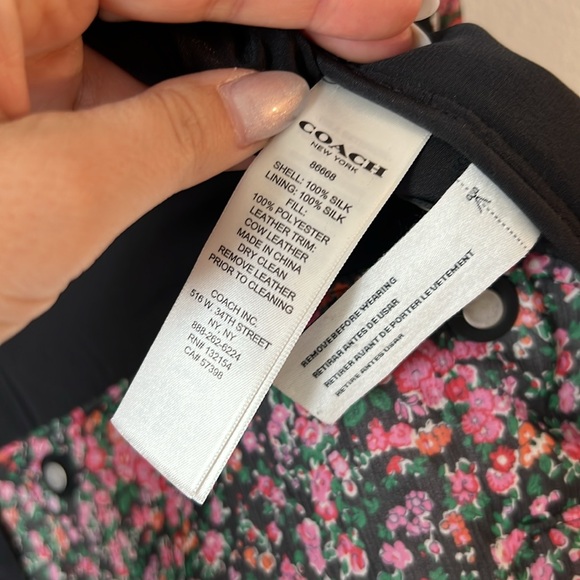 COACH
NEW YORK
86668
SHELL: 100% SILK
LINING: 100% SILK
FILL:
100% POLYESTER
LEATHER TRIM:
COW LEATHER
MADE IN CHINA
DRY CLEAN
REMOVE LEATHER
PRIOR TO CLEANING
COACH INC.
516 W. 34TH STREET
NY, NY
888-262-6224
RN# 132154
CA# 57398
REMOVE BEFORE WEARING
RETIRAR ANTES DE USAR
RETIRER AVANT DE PORTER LE VETEMENT
RETIRE ANTES USAR